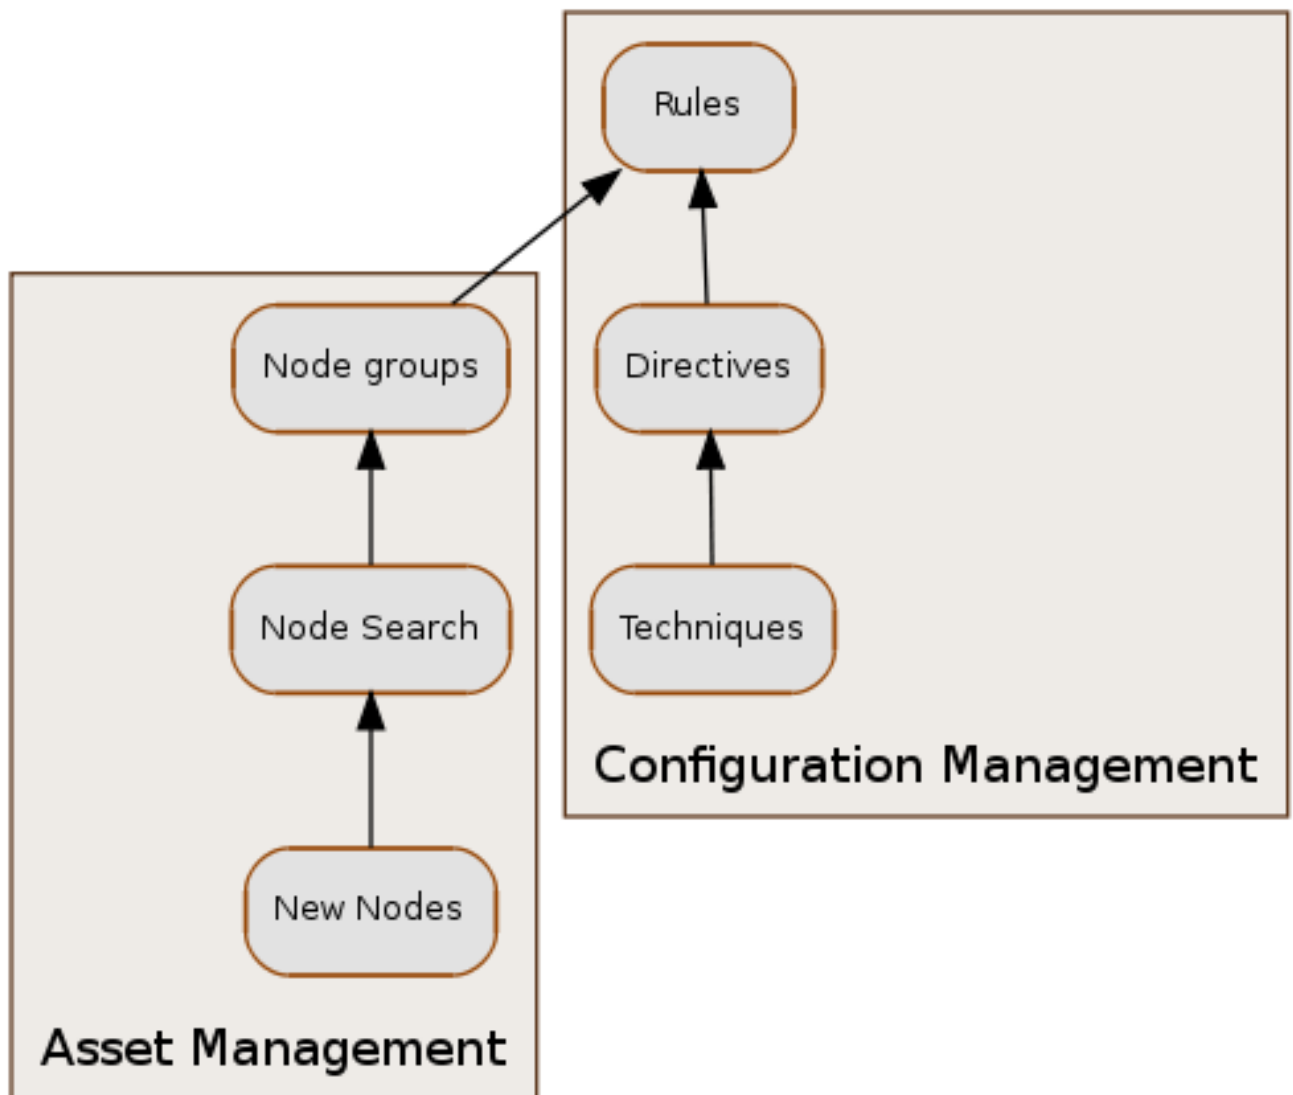 Rules
Node groups
Directives
Node Search
Techniques
Configuration Management
New Nodes
Asset Management